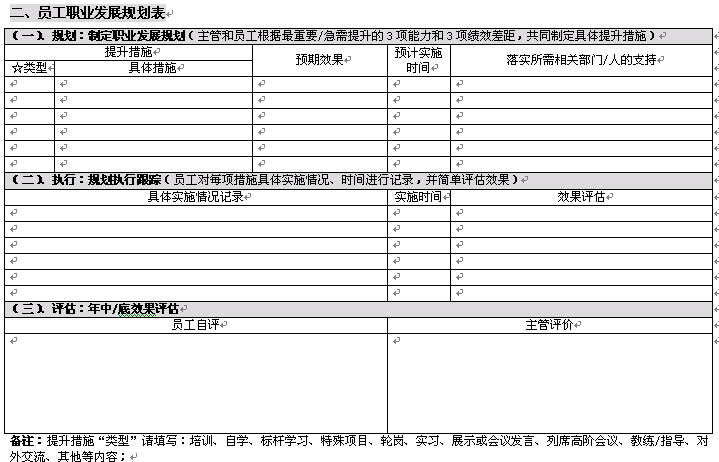 二、员工职业发展规划表
（一）规划：制定职业发展规划（主管和员工根据最重要/急需提升的3项能力和3项绩效差距，共同制定具体提升措施）
提升措施 预期效果 预计实施时间 落实所需相关部门/人的支持
☆类型 具体措施
（二）执行：规划执行跟踪（员工对每项措施具体实施情况、时间进行记录，并简单评估效果）
具体实施情况记录 实施时间 效果评估
（三）评估：年中/底效果评估
员工自评 主管评价
备注：提升措施“类型”请填写：培训、自学、标杆学习、特殊项目、轮岗、实习、展示或会议发言、列席高阶会议、教练/指导、对
外交流、其他等内容；